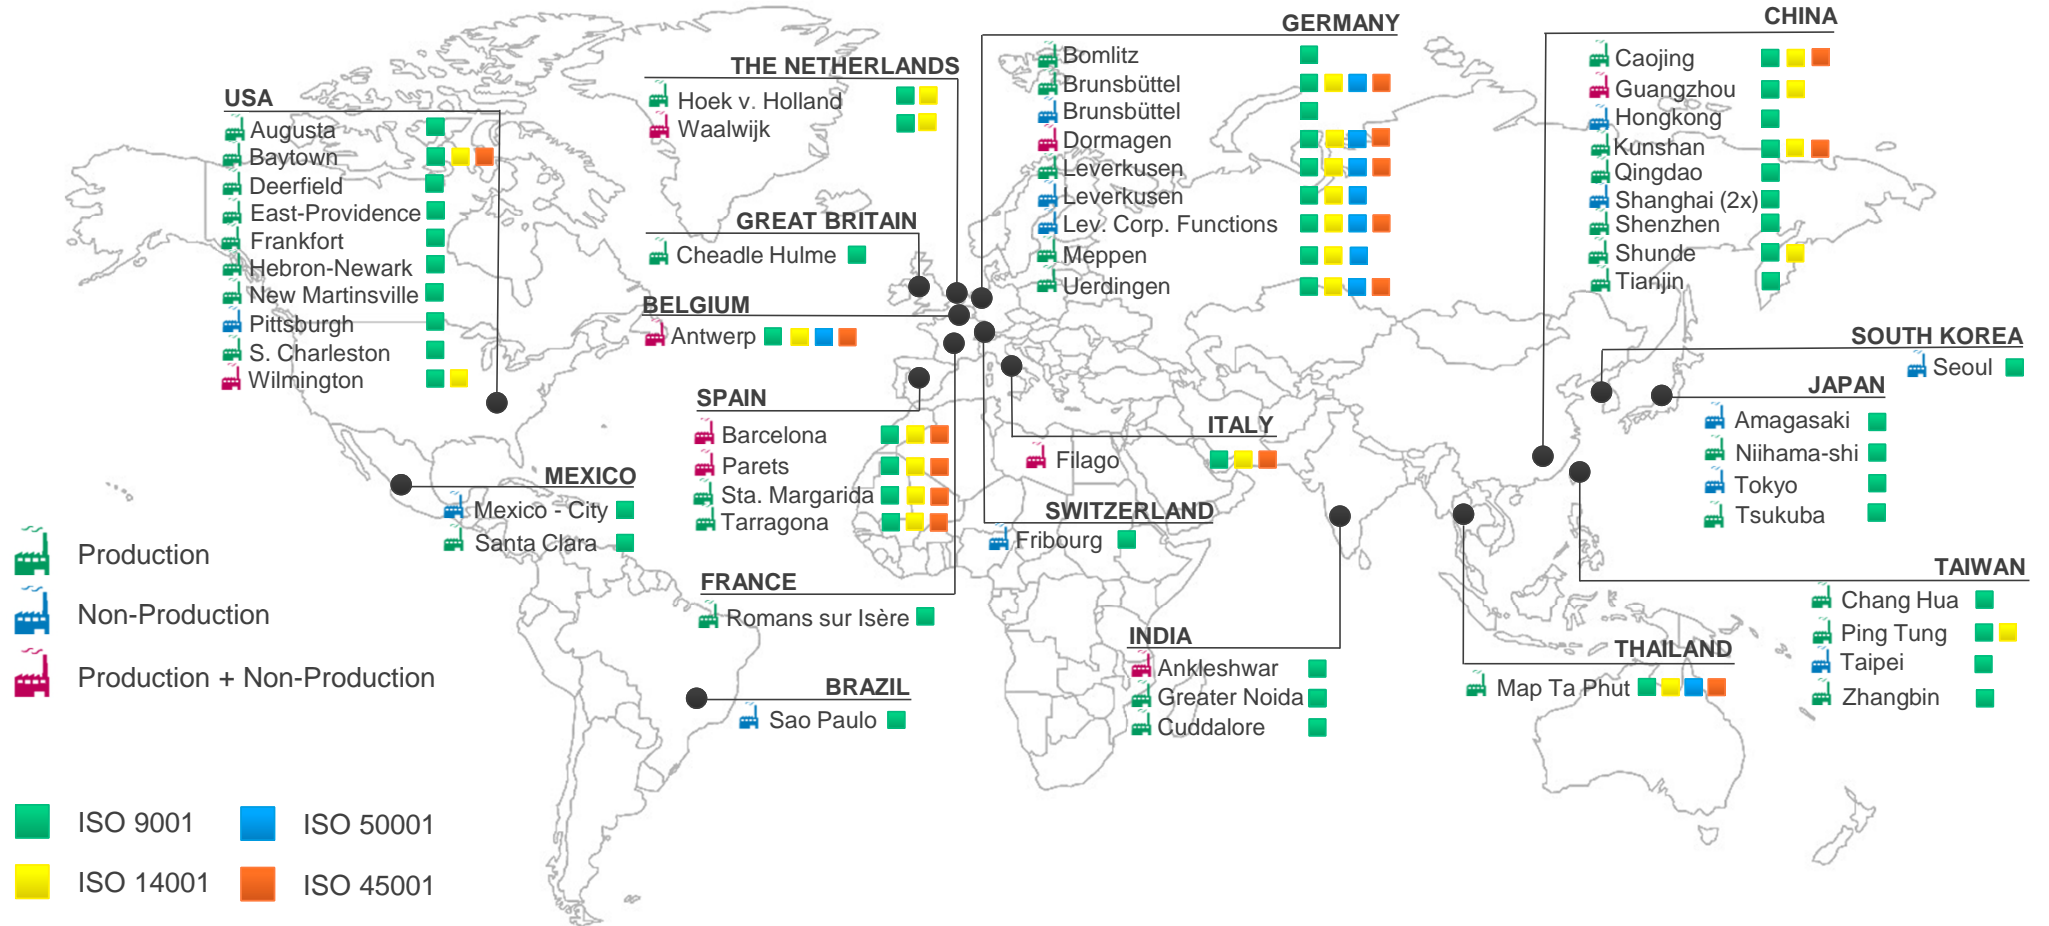 USA
Augusta
Baytown
Deerfield
East-Providence
Frankfort
Hebron-Newark
New Martinsville
Pittsburgh
S. Charleston
Wilmington
THE NETHERLANDS
Hoek v. Holland
Waalwijk
GREAT BRITAIN
Cheadle Hulme
BELGIUM
Antwerp
SPAIN
Barcelona
Parets
Sta. Margarida
Tarragona
MEXICO
Mexico - City
Santa Clara
FRANCE
Romans sur Isère
BRAZIL
Sao Paulo
GERMANY
Bomlitz
Brunsbüttel
Brunsbüttel
Dormagen
Leverkusen
Leverkusen
Lev. Corp. Functions
Meppen
Uerdingen
ITALY
Filago
SWITZERLAND
Fribourg
INDIA
Ankleshwar
Greater Noida
Cuddalore
CHINA
Caojing
Guangzhou
Hongkong
Kunshan
Qingdao
Shanghai (2x)
Shenzhen
Shunde
Tianjin
SOUTH KOREA
Seoul
JAPAN
Amagasaki
Niihama-shi
Tokyo
Tsukuba
TAIWAN
Chang Hua
Ping Tung
Taipei
Zhangbin
THAILAND
Map Ta Phut
Production
Non-Production
Production + Non-Production
ISO 9001
ISO 50001
ISO 14001
ISO 45001